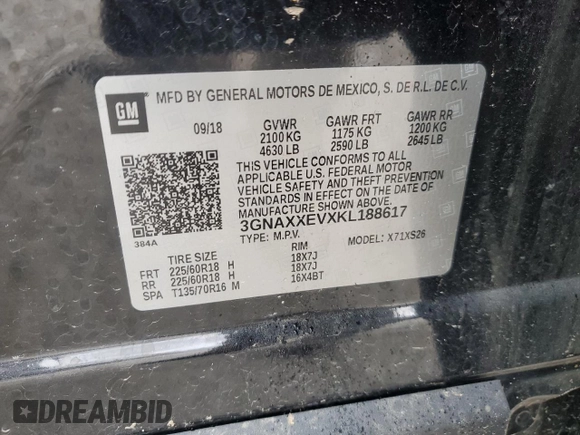 GM
MFD BY GENERAL MOTORS DE MEXICO, S. DE R.L. DE C.V.
09/18 GVWR GAWR FRT GAWR RR
2100 KG 1175 KG 1200 KG
4630 LB 2590 LB 2645 LB
THIS VEHICLE CONFORMS TO ALL
APPLICABLE U.S. FEDERAL MOTOR
VEHICLE SAFETY AND THEFT PREVENTION
STANDARDS IN EFFECT ON THE DATE OF
MANUFACTURE SHOWN ABOVE.
3GNAXXEVXKL188617
384A
TYPE: M.P.V. MODEL: X71XS26
TIRE SIZE RIM
FRT 225/60R18 H 18X7J
RR 225/60R18 H 18X7J
SPA T135/70R16 M 16X4BT
DREAMBID